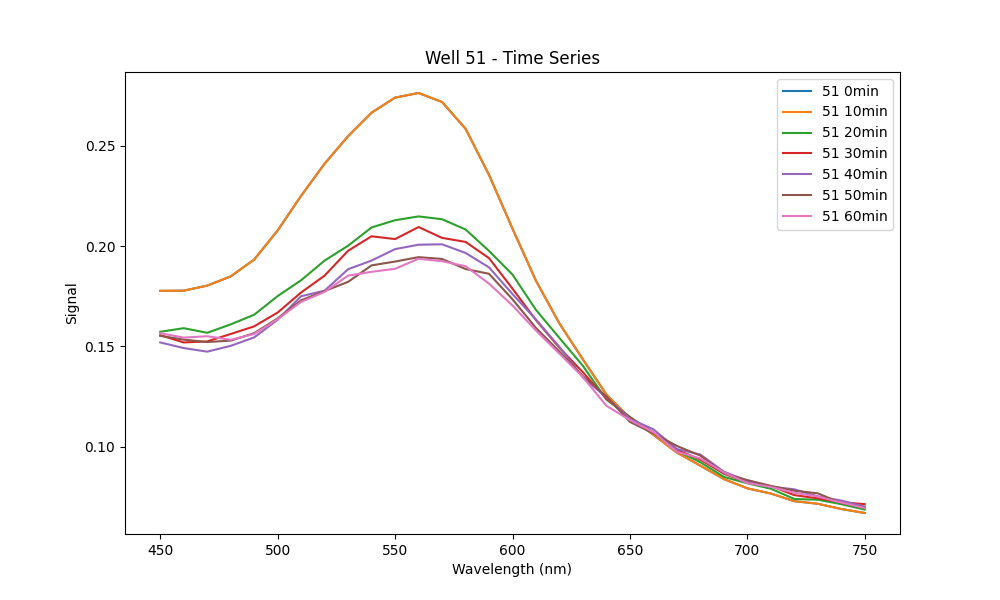 Well 51 - Time Series
51 0min
51 10min
51 20min
51 30min
51 40min
51 50min
51 60min
Signal
0.25
0.20
0.15
0.10
450 500 550 600 650 700 750
Wavelength (nm)